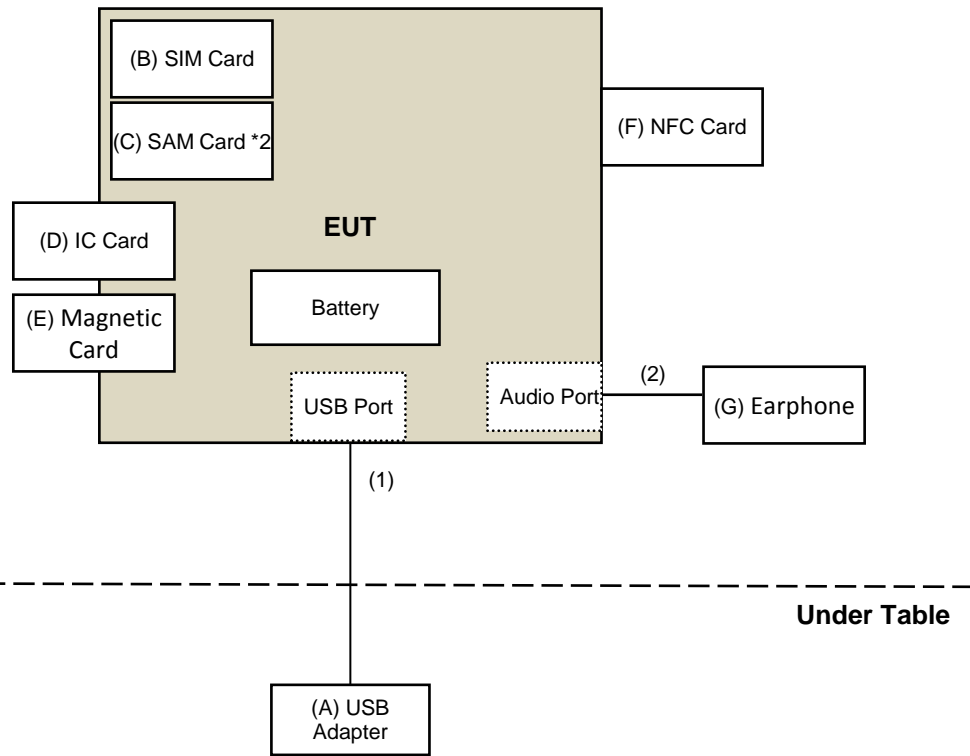 (B) SIM Card
(C) SAM Card *2
(F) NFC Card
EUT
(D) IC Card
Battery
(E) Magnetic
Card
USB Port
Audio Port
(2)
(G) Earphone
(1)
Under Table
(A) USB
Adapter